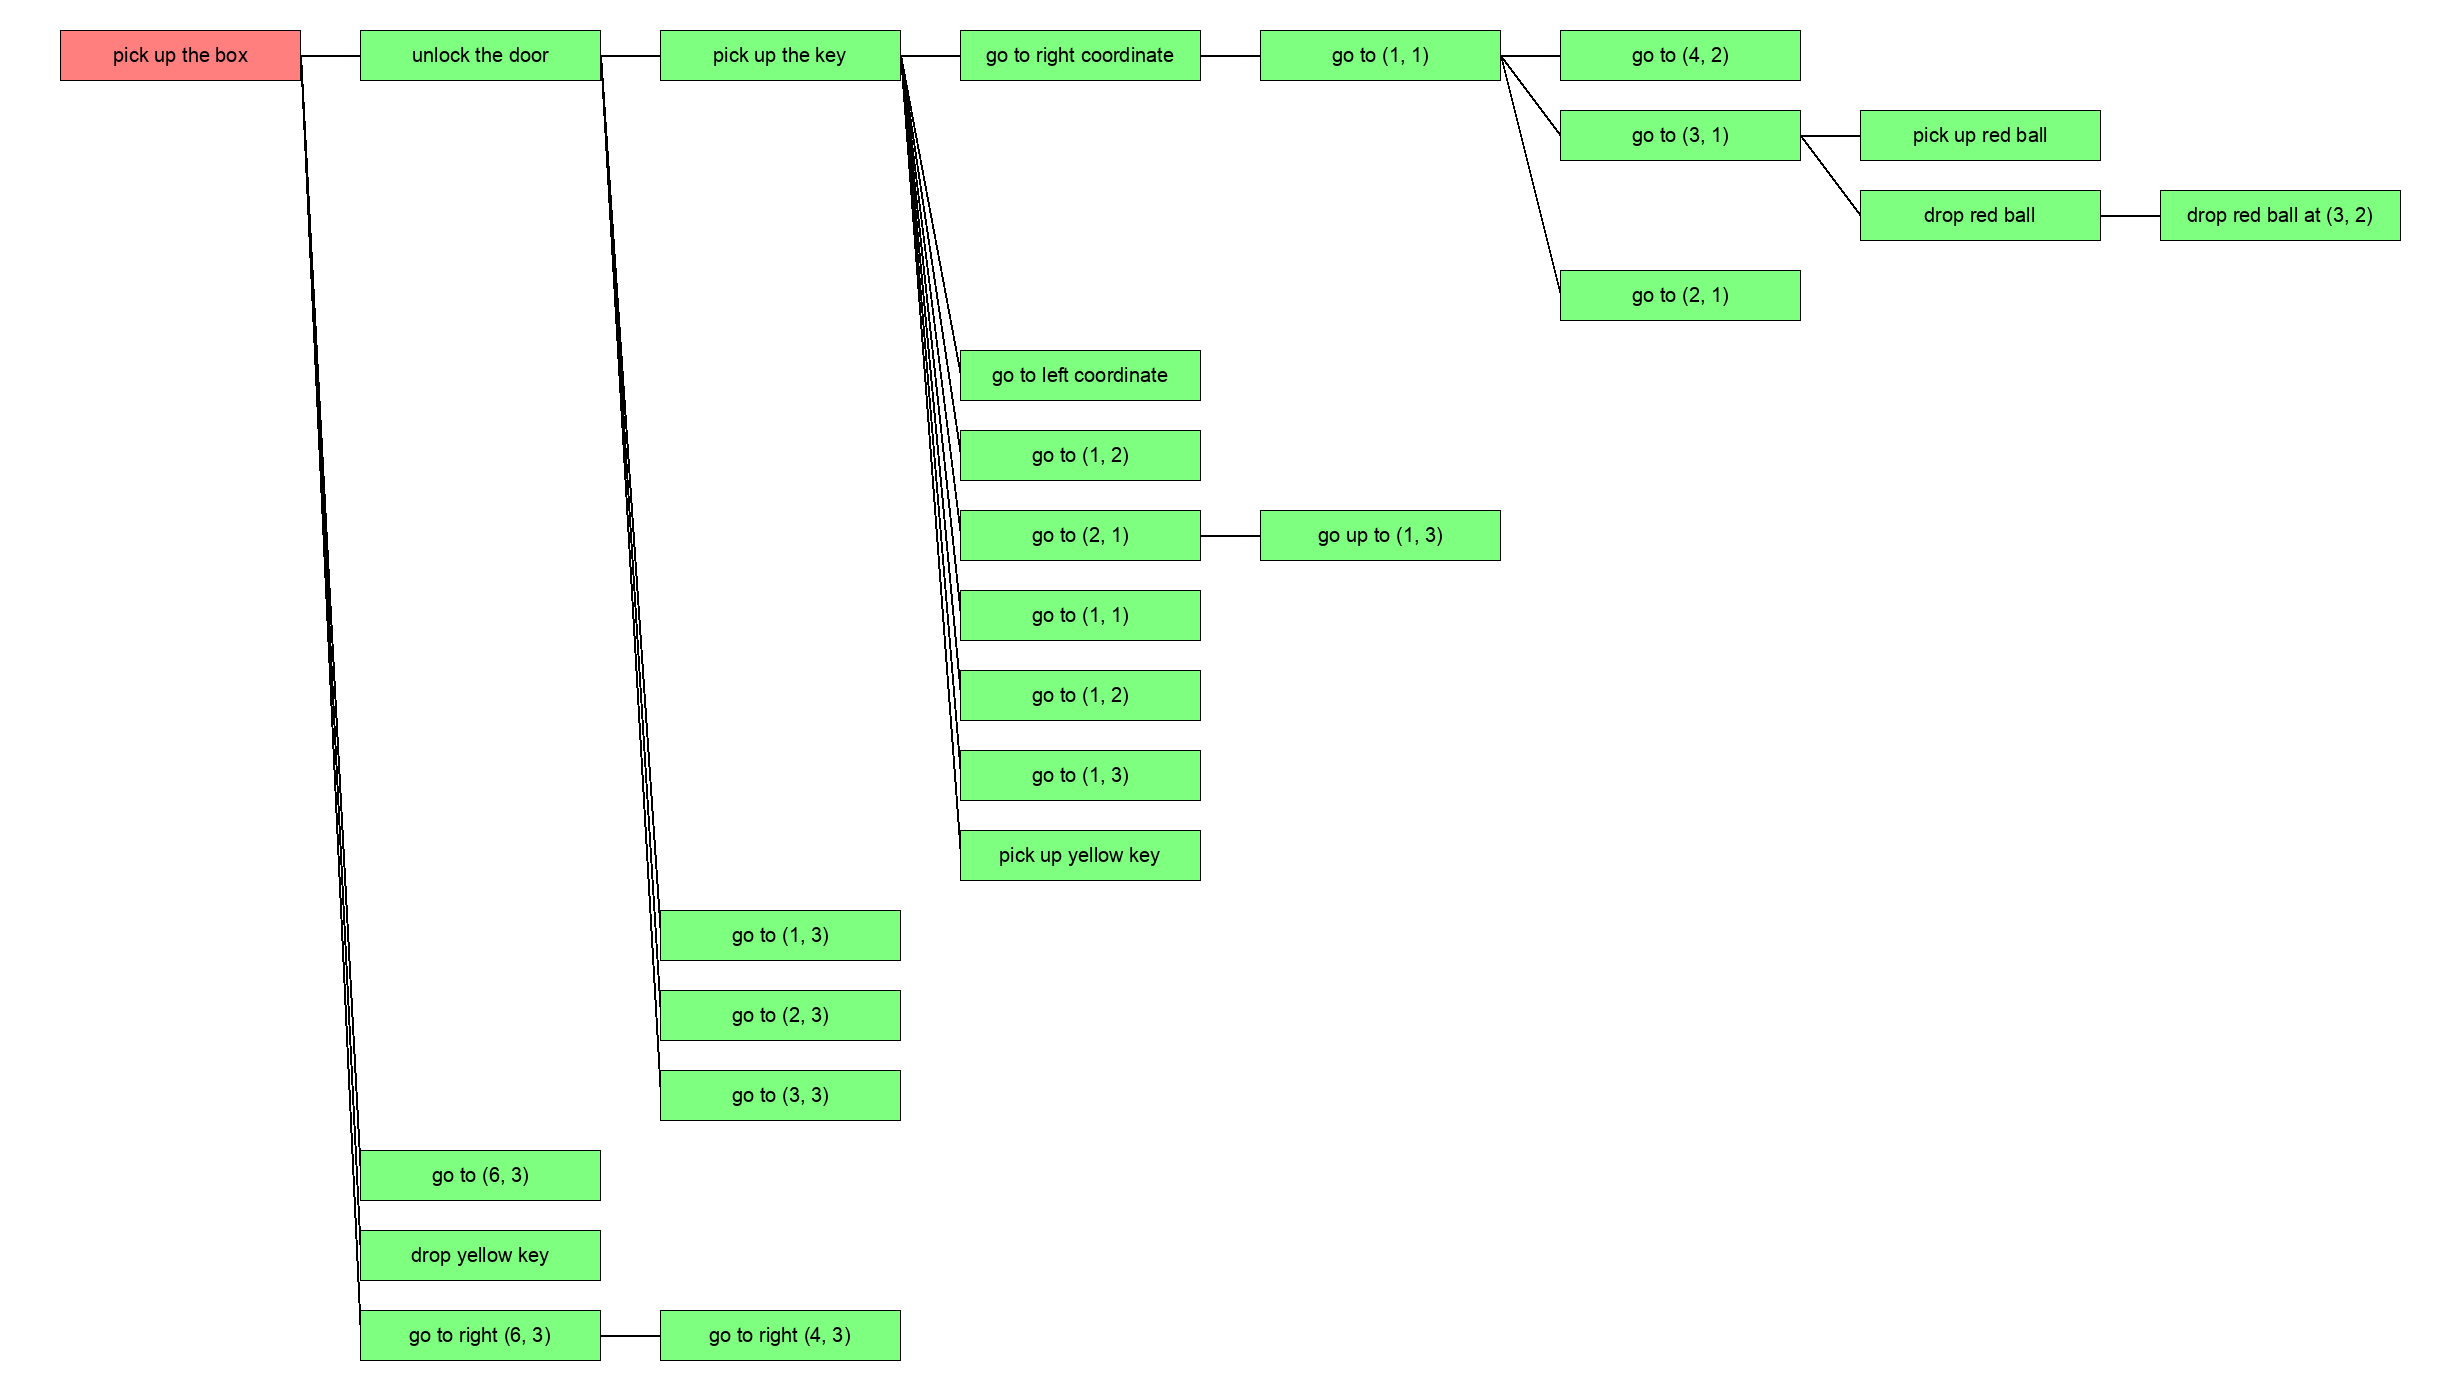 pick up the box
unlock the door
pick up the key
go to right coordinate
go to (1, 1)
go to (4, 2)
go to (3, 1)
pick up red ball
drop red ball
drop red ball at (3, 2)
go to (2, 1)
go to left coordinate
go to (1, 2)
go to (2, 1)
go up to (1, 3)
go to (1, 1)
go to (1, 2)
go to (1, 3)
pick up yellow key
go to (1, 3)
go to (2, 3)
go to (3, 3)
go to (6, 3)
drop yellow key
go to right (6, 3)
go to right (4, 3)